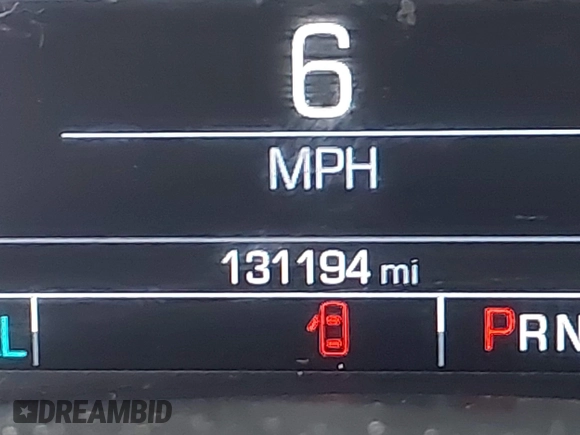 6
MPH
131194 mi
L PRN
DREAMBID